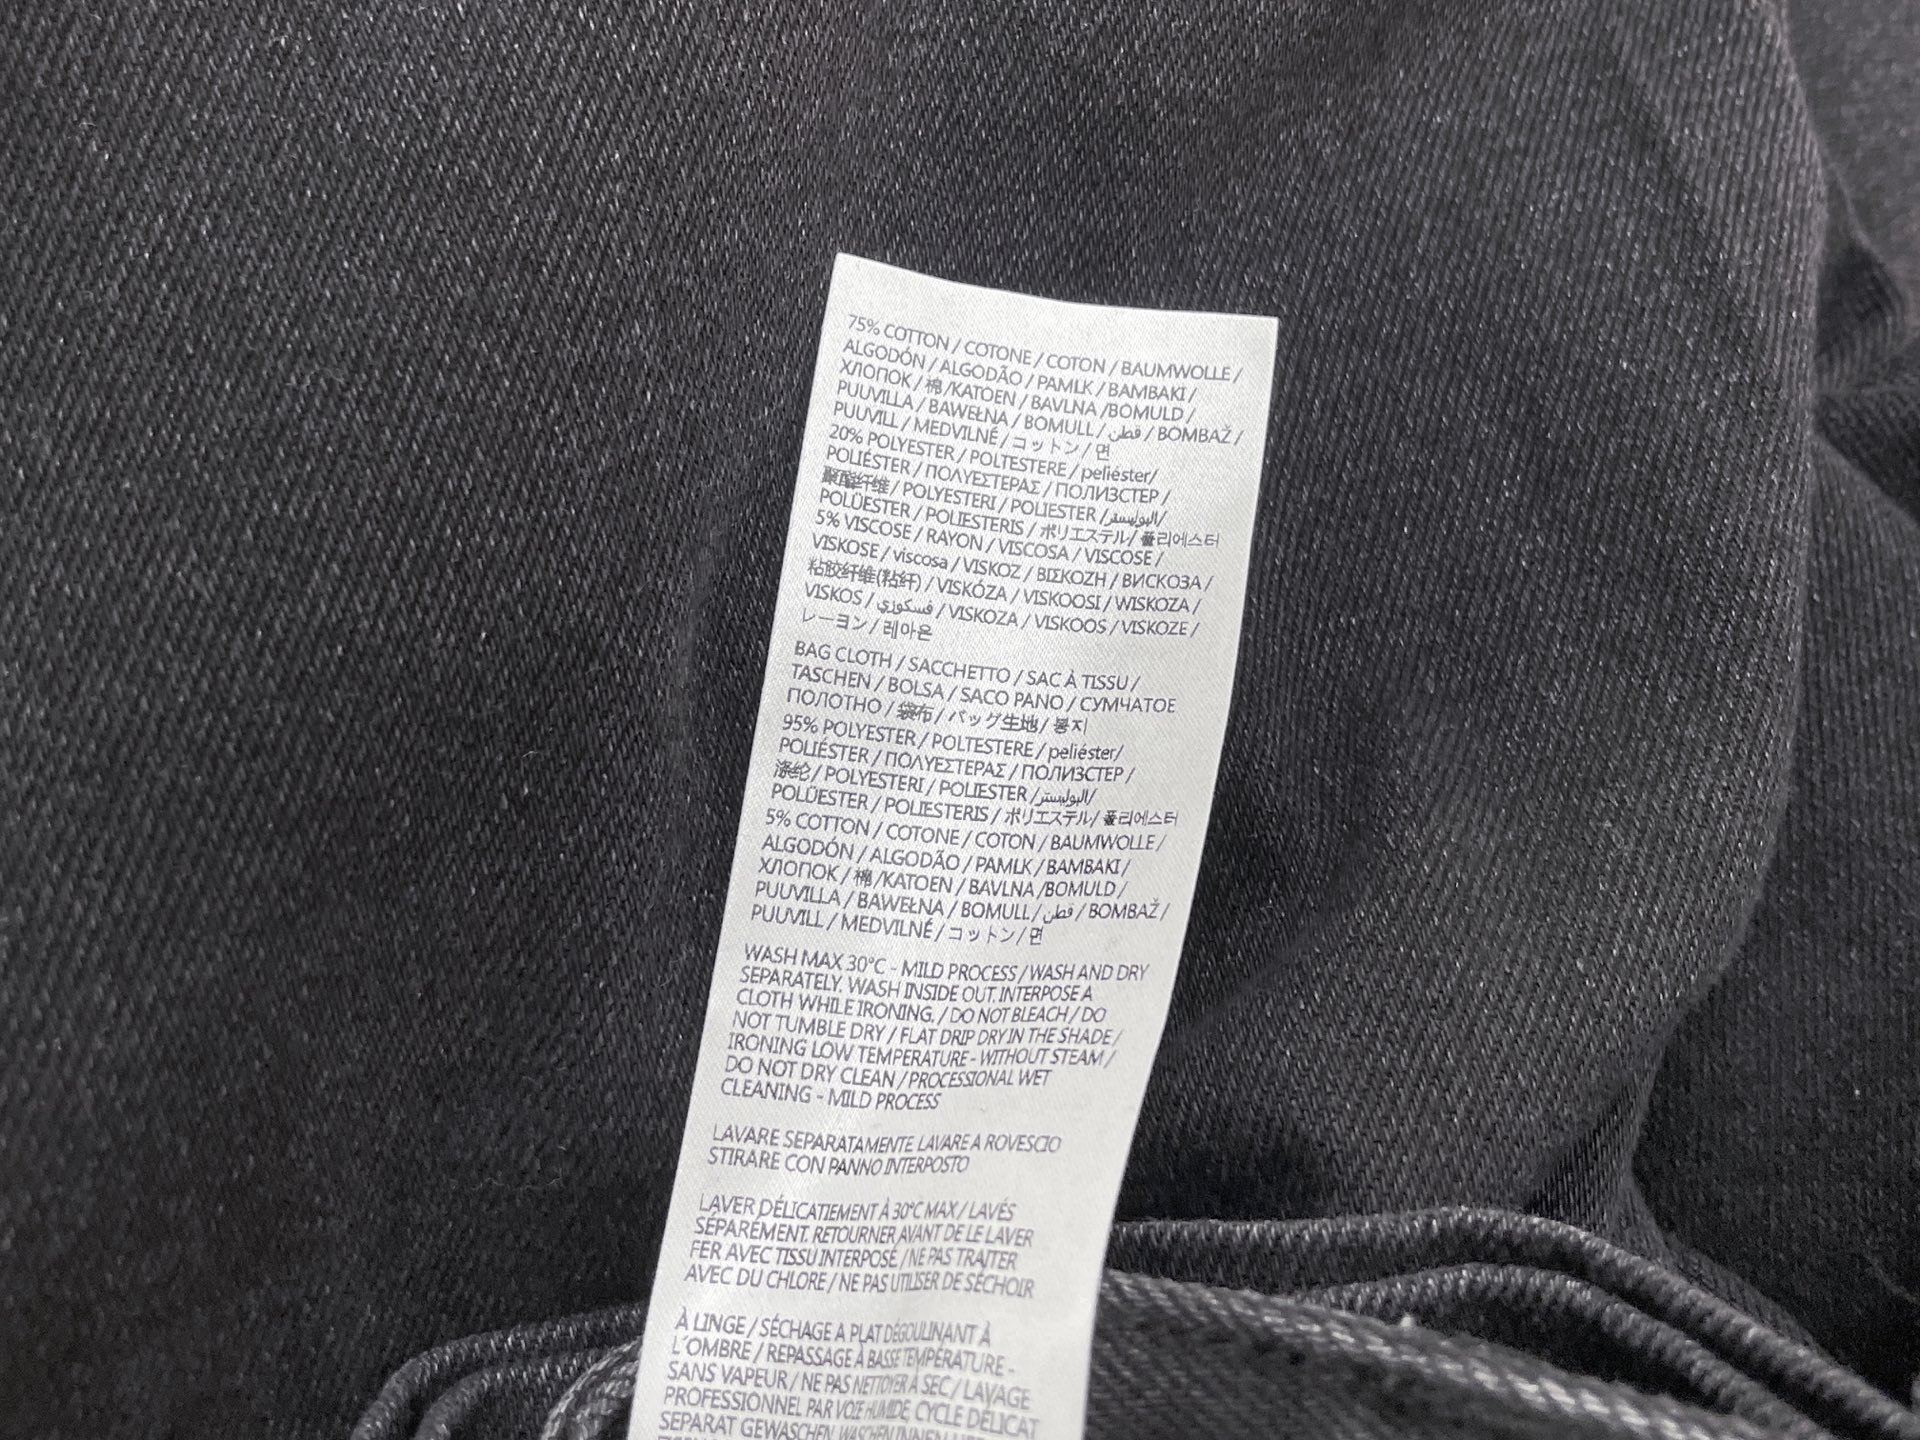 75% COTTON / COTONE / COTON / BAUMWOLLE /
ALGODÓN / ALGODÃO / PAMLK / BAMBAKI /
ХЛОПОК / 棉 /KATOEN / BAVLNA /BOMULD /
PUUVILLA / BAWEŁNA / BOMULL / قطن / BOMBAŽ /
PUUVILL / MEDVILNÉ / コットン / 면
20% POLYESTER / POLTESTERE / peliéster/
POLIÉSTER / ΠΟΛΥΕΣΤΕΡΑΣ / ПОЛИЗСТЕР /
聚酯纤维 / POLYESTERI / POLIESTER /البوليستر/
POLÜESTER / POLIESTERIS / ポリエステル/ 폴리에스터
5% VISCOSE / RAYON / VISCOSA / VISCOSE /
VISKOSE / viscosa / VISKOZ / ΒΙΣΚΟΖΗ / ВИСКОЗА /
粘胶纤维(粘纤) / VISKÓZA / VISKOOSI / WISKOZA /
VISKOS / فسكوزي / VISKOZA / VISKOOS / VISKOZE /
レーヨン / 레아온
BAG CLOTH / SACCHETTO / SAC À TISSU /
TASCHEN / BOLSA / SACO PANO / СУМЧАТОЕ
ПОЛОТНО / 袋布 / バッグ生地 / 봉지
95% POLYESTER / POLTESTERE / peliéster/
POLIÉSTER / ΠΟΛΥΕΣΤΕΡΑΣ / ПОЛИЗСТЕР /
涤纶 / POLYESTERI / POLIESTER /البوليستر/
POLÜESTER / POLIESTERIS / ポリエステル/ 폴리에스터
5% COTTON / COTONE / COTON / BAUMWOLLE /
ALGODÓN / ALGODÃO / PAMLK / BAMBAKI /
ХЛОПОК / 棉 /KATOEN / BAVLNA /BOMULD /
PUUVILLA / BAWEŁNA / BOMULL / قطن / BOMBAŽ /
PUUVILL / MEDVILNÉ / コットン / 면
WASH MAX 30°C - MILD PROCESS / WASH AND DRY
SEPARATELY. WASH INSIDE OUT. INTERPOSE A
CLOTH WHILE IRONING. / DO NOT BLEACH / DO
NOT TUMBLE DRY / FLAT DRIP DRY IN THE SHADE /
IRONING LOW TEMPERATURE - WITHOUT STEAM /
DO NOT DRY CLEAN / PROCESSIONAL WET
CLEANING - MILD PROCESS
LAVARE SEPARATAMENTE. LAVARE A ROVESCIO
STIRARE CON PANNO INTERPOSTO
LAVER DÉLICATIEMENT À 30°C MAX / LAVÉS
SÉPAREMENT. RETOURNER AVANT DE LE LAVER
FER AVEC TISSU INTERPOSÉ / NE PAS TRAITER
AVEC DU CHLORE / NE PAS UTILISER DE SÉCHOIR
À LINGE / SÉCHAGE A PLAT DÉGOULINANT À
L´OMBRE / REPASSAGE À BASSE TEMPÉRATURE -
SANS VAPEUR / NE PAS NETTOYER À SEC / LAVAGE
PROFESSIONNEL PAR VOIE HUMIDE, CYCLE DÉLICAT
SEPARAT GEWASCHEN. WASCHEN INNEN